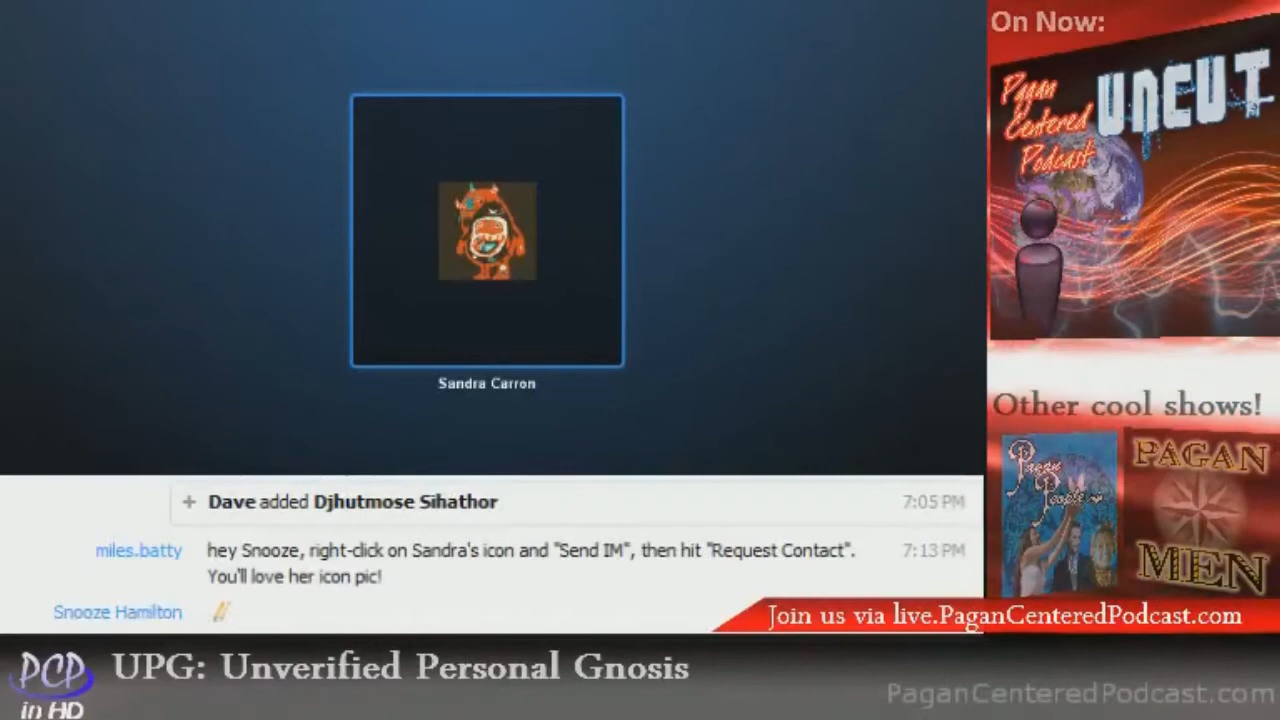 On Now:
Pagan
Centered
Podcast
UNCUT
Sandra Carron
Other cool shows!
Pagan
People
PAGAN
MEN
+ Dave added Djhutmose Sihathor 7:05 PM
miles.batty hey Snooze, right-click on Sandra's icon and "Send IM", then hit "Request Contact". 7:13 PM
You'll love her icon pic!
Snooze Hamilton
Join us via live.PaganCenteredPodcast.com
PCP
in HD
UPG: Unverified Personal Gnosis
PaganCenteredPodcast.com